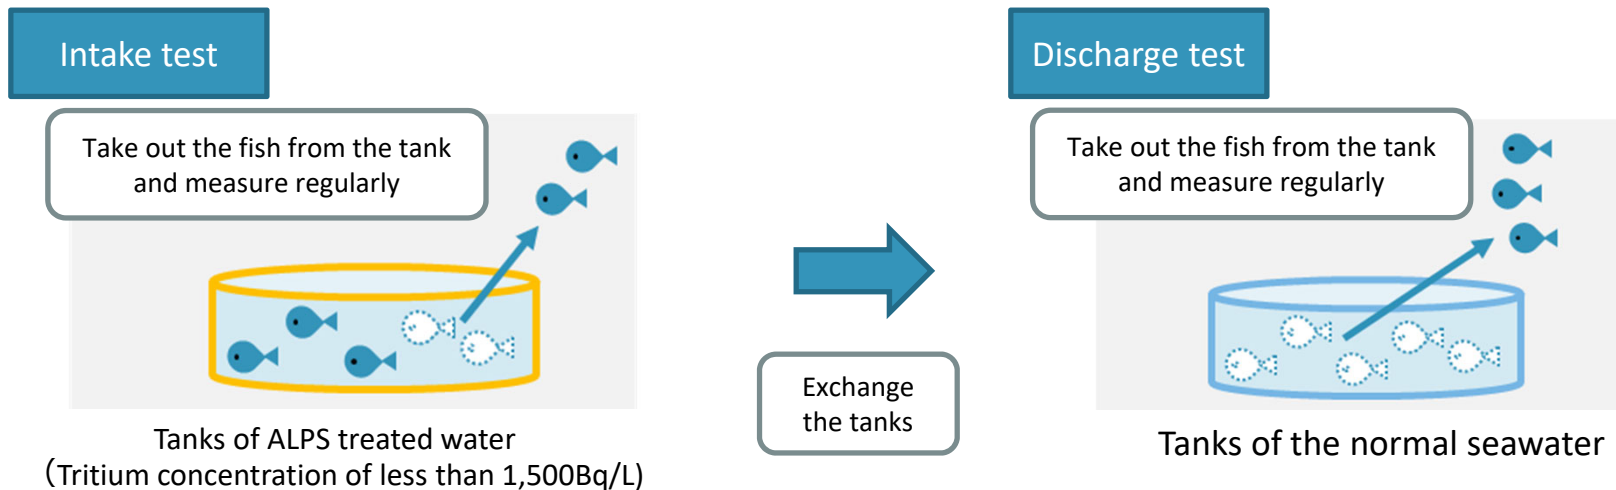 Intake test
Take out the fish from the tank
and measure regularly
Tanks of ALPS treated water
（Tritium concentration of less than 1,500Bq/L)
Exchange
the tanks
Discharge test
Take out the fish from the tank
and measure regularly
Tanks of the normal seawater